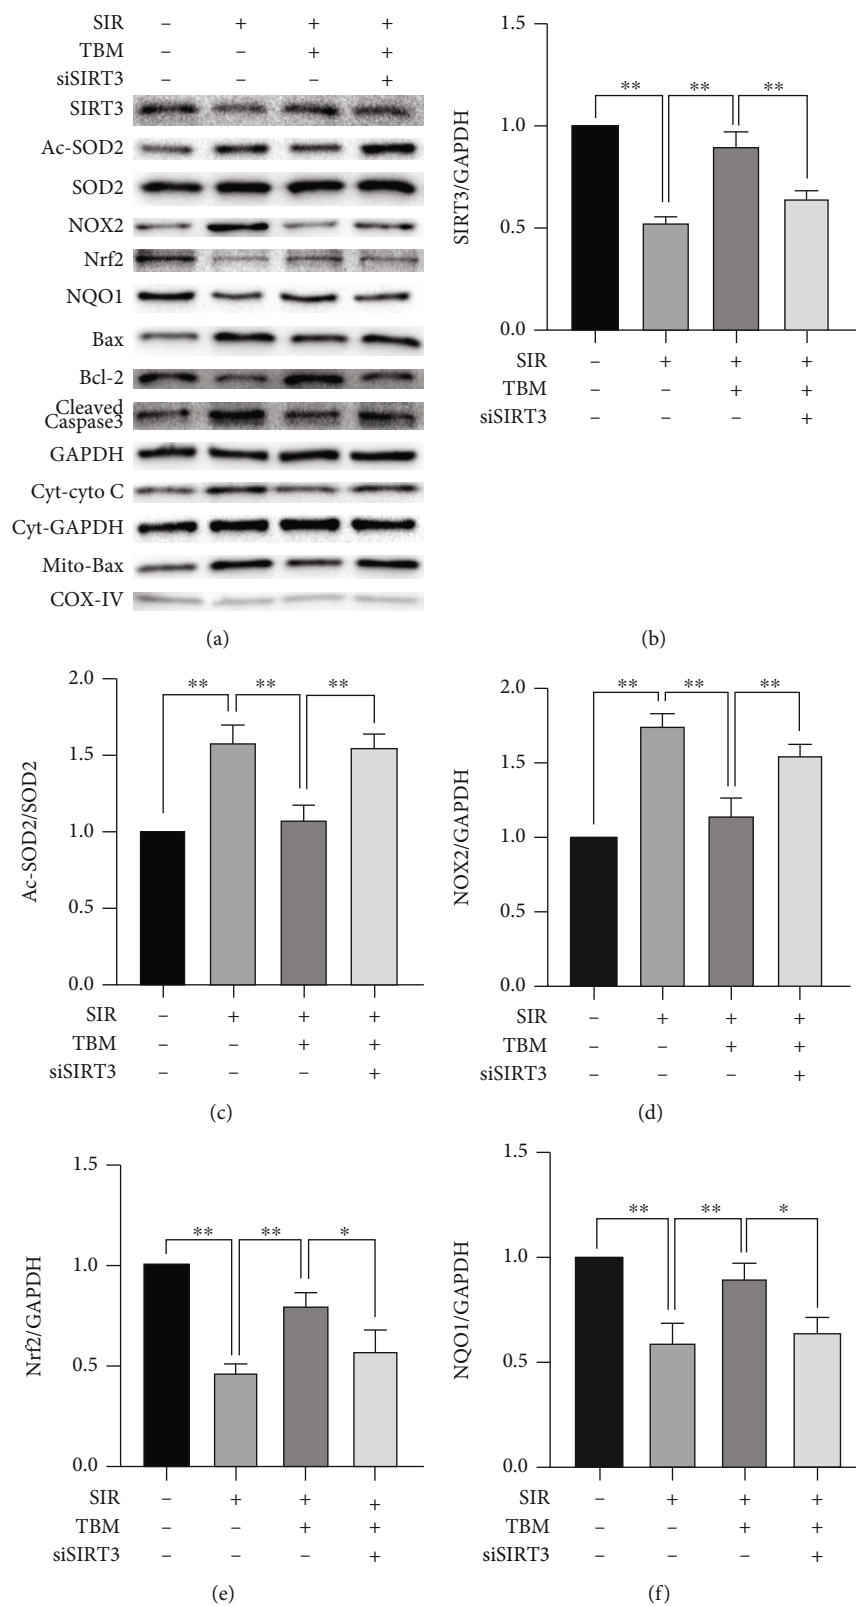 SIR − + + +
TBM − − + +
siSIRT3 − − − +
SIRT3
Ac-SOD2
SOD2
NOX2
Nrf2
NQO1
Bax
Bcl-2
Cleaved
Caspase3
GAPDH
Cyt-cyto C
Cyt-GAPDH
Mito-Bax
COX-IV
(a)
SIRT3/GAPDH
1.5
1.0
0.5
0.0
** ** **
SIR − + + +
TBM − − + +
siSIRT3 − − − +
(b)
Ac-SOD2/SOD2
2.0
1.5
1.0
0.5
0.0
** ** **
SIR − + + +
TBM − − + +
siSIRT3 − − − +
(c)
NOX2/GAPDH
2.0
1.5
1.0
0.5
0.0
** ** **
SIR − + + +
TBM − − + +
siSIRT3 − − − +
(d)
Nrf2/GAPDH
1.5
1.0
0.5
0.0
** ** *
SIR − + + +
TBM − − + +
siSIRT3 − − − +
(e)
NQO1/GAPDH
1.5
1.0
0.5
0.0
** ** *
SIR − + + +
TBM − − + +
siSIRT3 − − − +
(f)